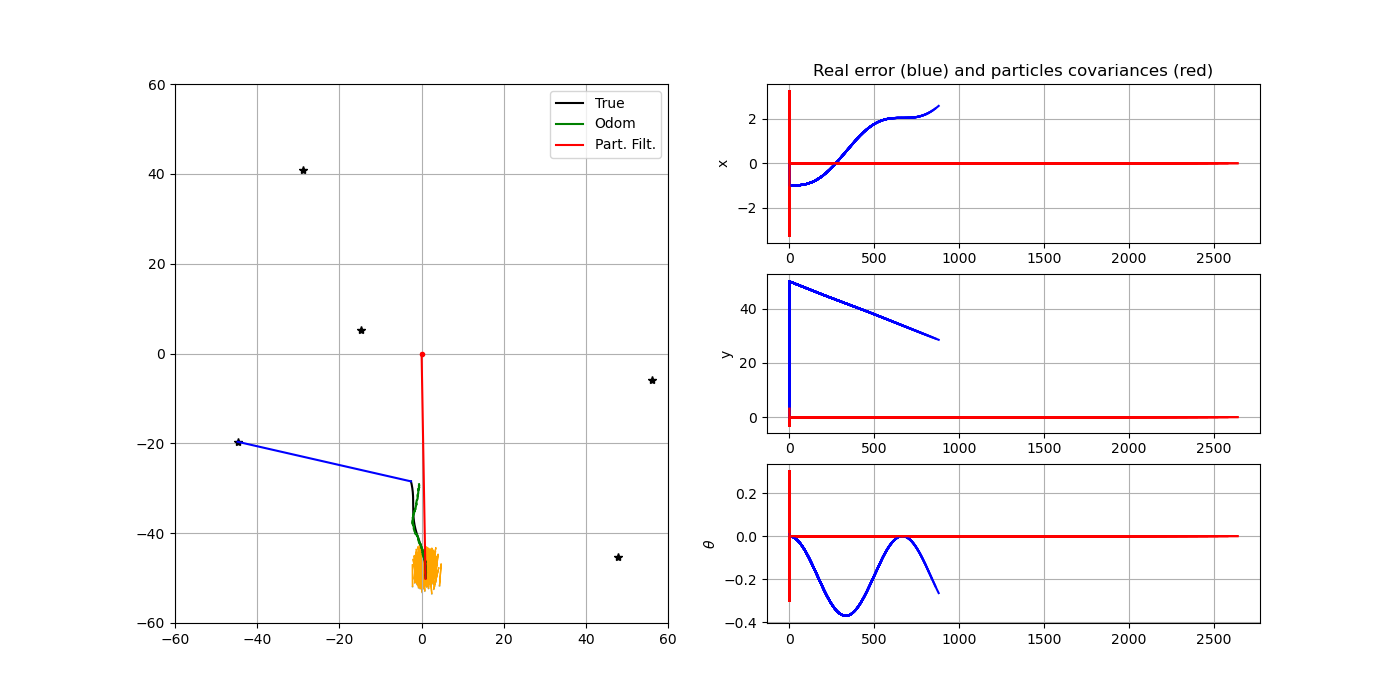 Real error (blue) and particles covariances (red)
True
Odom
Part. Filt.
60
40
20
0
−20
−40
−60
−60 −40 −20 0 20 40 60
x
2
0
−2
0 500 1000 1500 2000 2500
y
40
20
0
0 500 1000 1500 2000 2500
θ
0.2
0.0
−0.2
−0.4
0 500 1000 1500 2000 2500